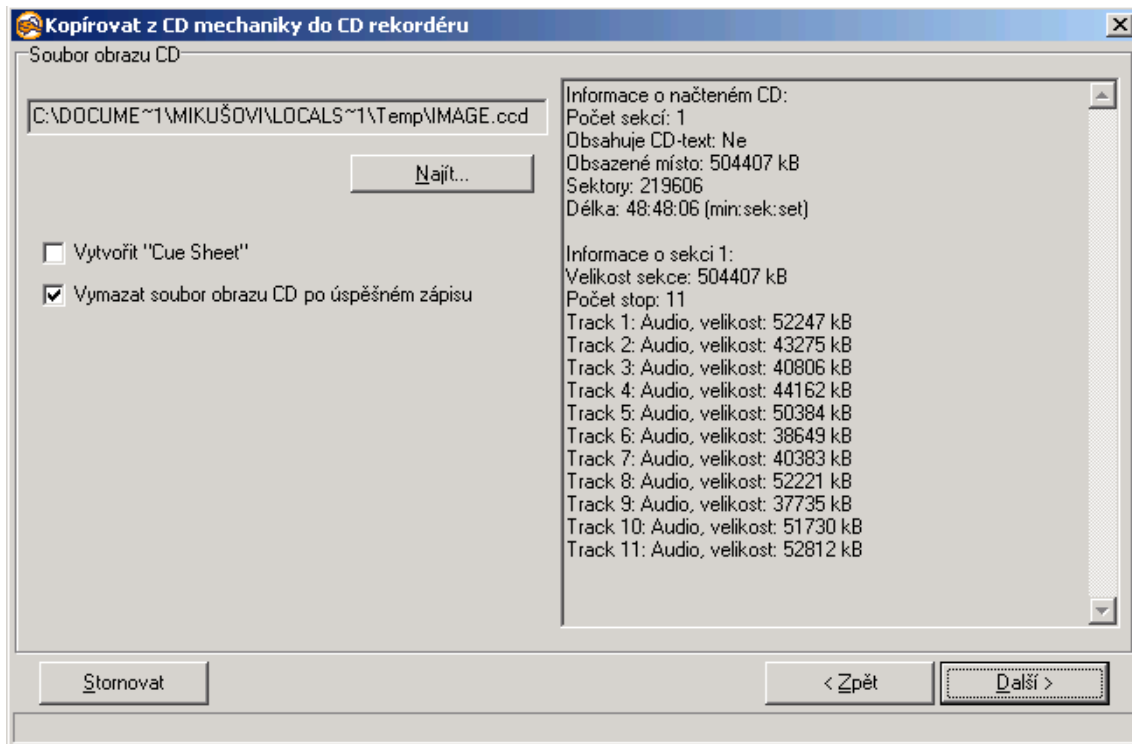 Kopírovat z CD mechaniky do CD rekordéru
Soubor obrazu CD
C:\DOCUME~1\MIKUŠOVI\LOCALS~1\Temp\IMAGE.ccd
Najít...
Vytvořit "Cue Sheet"
Vymazat soubor obrazu CD po úspěšném zápisu
Informace o načteném CD:
Počet sekcí: 1
Obsahuje CD-text: Ne
Obsazené místo: 504407 kB
Sektory: 219606
Délka: 48:48:06 (min:sek:set)
Informace o sekci 1:
Velikost sekce: 504407 kB
Počet stop: 11
Track 1: Audio, velikost: 52247 kB
Track 2: Audio, velikost: 43275 kB
Track 3: Audio, velikost: 40806 kB
Track 4: Audio, velikost: 44162 kB
Track 5: Audio, velikost: 50384 kB
Track 6: Audio, velikost: 38649 kB
Track 7: Audio, velikost: 40383 kB
Track 8: Audio, velikost: 52221 kB
Track 9: Audio, velikost: 37735 kB
Track 10: Audio, velikost: 51730 kB
Track 11: Audio, velikost: 52812 kB
Stornovat
< Zpět
Další >